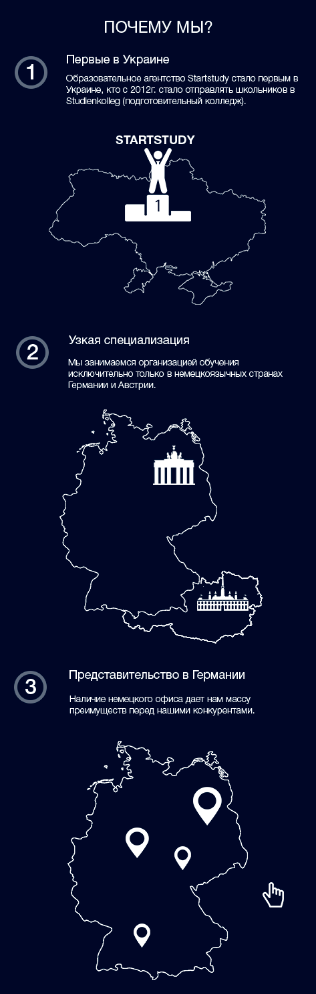 ПОЧЕМУ МЫ?
1
Первые в Украине
Образовательное агентство Startstudy стало первым в
Украине, кто с 2012г. стало отправлять школьников в
Studienkolleg (подготовительный колледж).
STARTSTUDY
1
2
Узкая специализация
Мы занимаемся организацией обучения
исключительно только в немецкоязычных странах
Германии и Австрии.
3
Представительство в Германии
Наличие немецкого офиса дает нам массу
преимуществ перед нашими конкурентами.